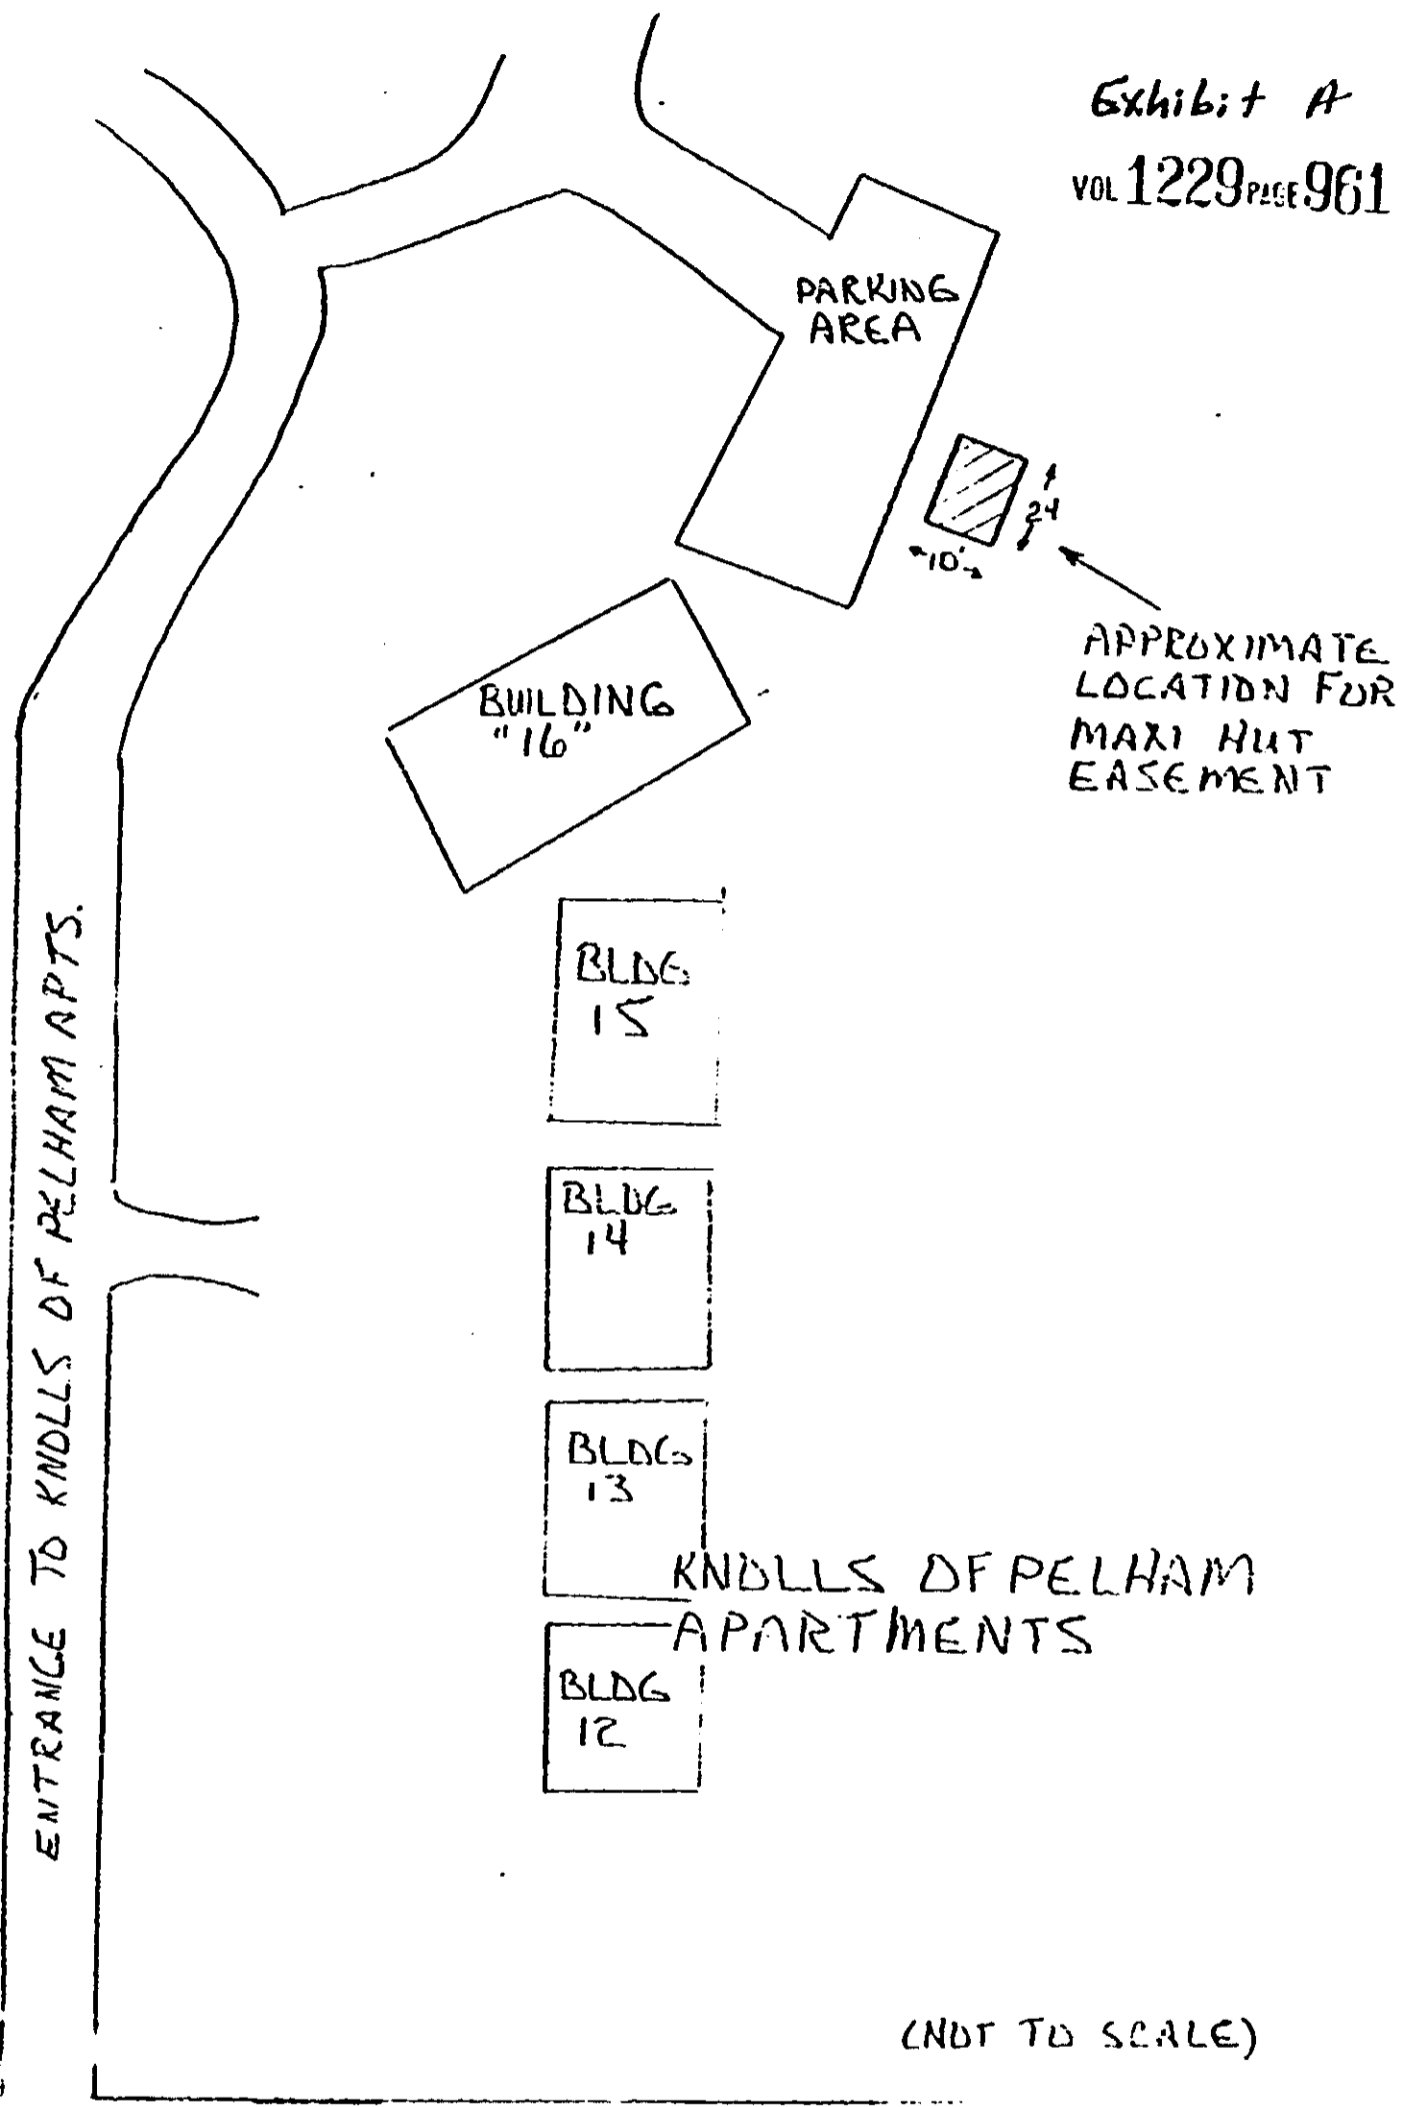 Exhibit A
VOL 1229 PAGE 961
PARKING
AREA
24
10'
APPROXIMATE
LOCATION FOR
MAXI HUT
EASEMENT
BUILDING
"16"
BLDG
15
BLDG
14
BLDG
13
KNOLLS OF PELHAM
APARTMENTS
BLDG
12
ENTRANCE TO KNOLLS OF PELHAM APTS.
(NOT TO SCALE)